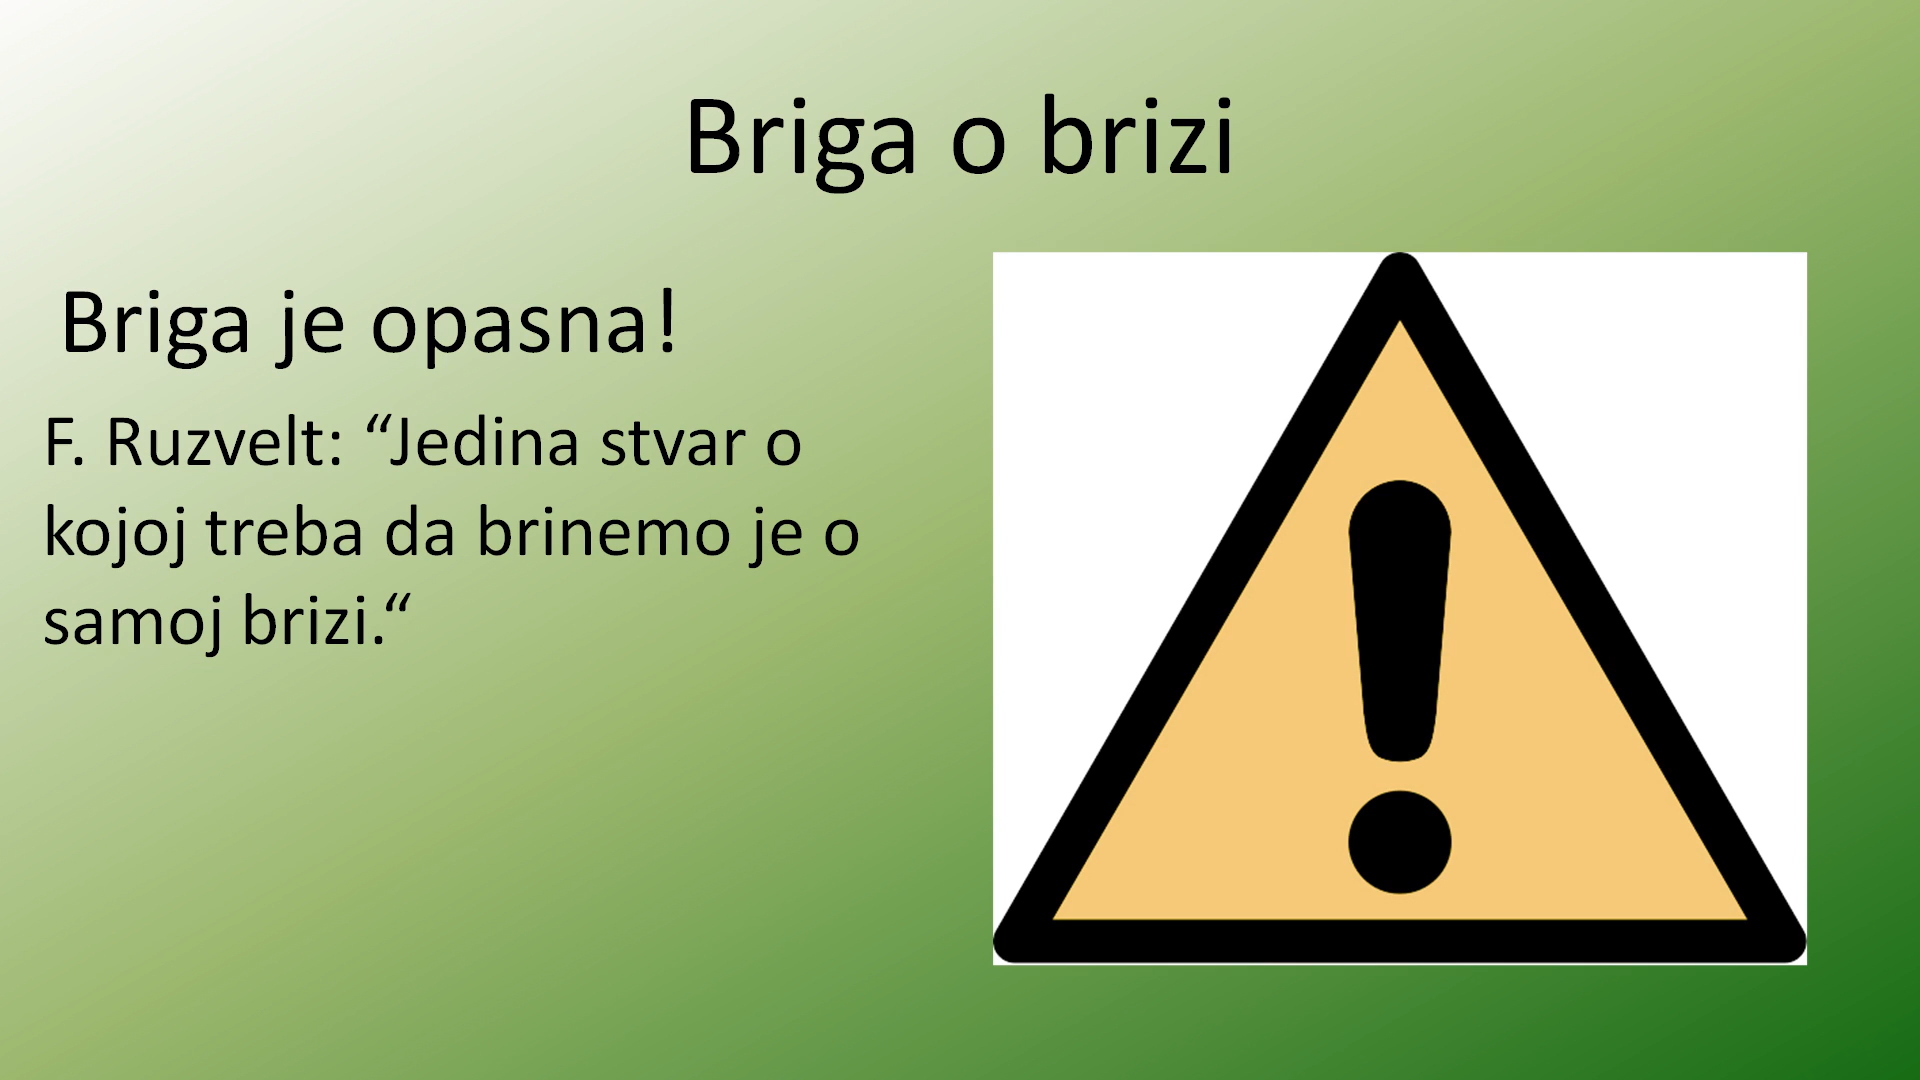 Briga o brizi
Briga je opasna!
F. Ruzvelt: “Jedina stvar o
kojoj treba da brinemo je o
samoj brizi.“